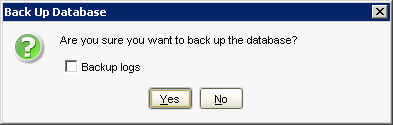 Back Up Database
Are you sure you want to back up the database?
Backup logs
Yes No